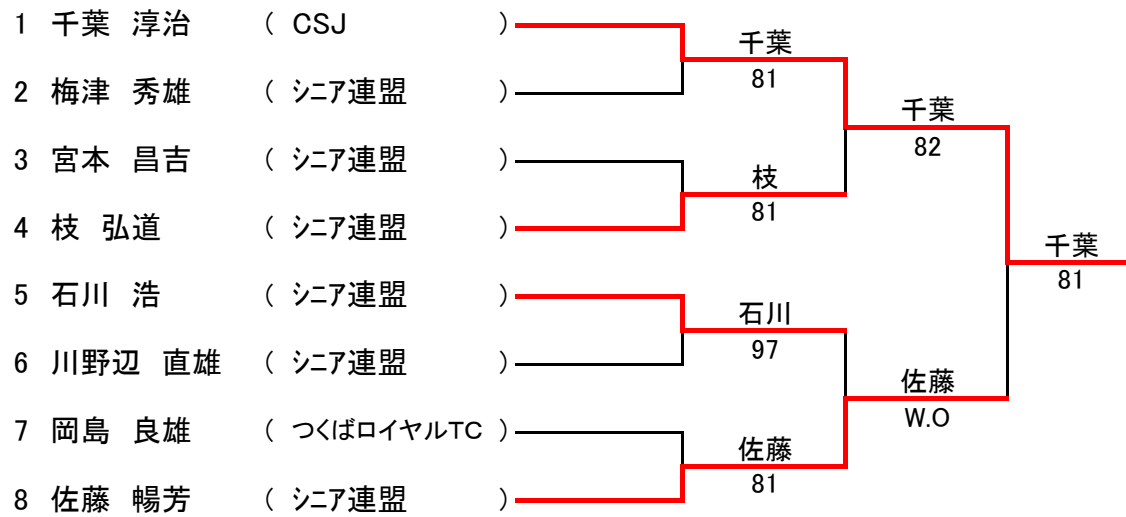 1 千葉 淳治 ( CSJ )
2 梅津 秀雄 ( シニア連盟 )
3 宮本 昌吉 ( シニア連盟 )
4 枝 弘道 ( シニア連盟 )
5 石川 浩 ( シニア連盟 )
6 川野辺 直雄 ( シニア連盟 )
7 岡島 良雄 ( つくばロイヤルTC )
8 佐藤 暢芳 ( シニア連盟 )
千葉
81
枝
81
石川
97
佐藤
81
千葉
82
佐藤
W.O
千葉
81